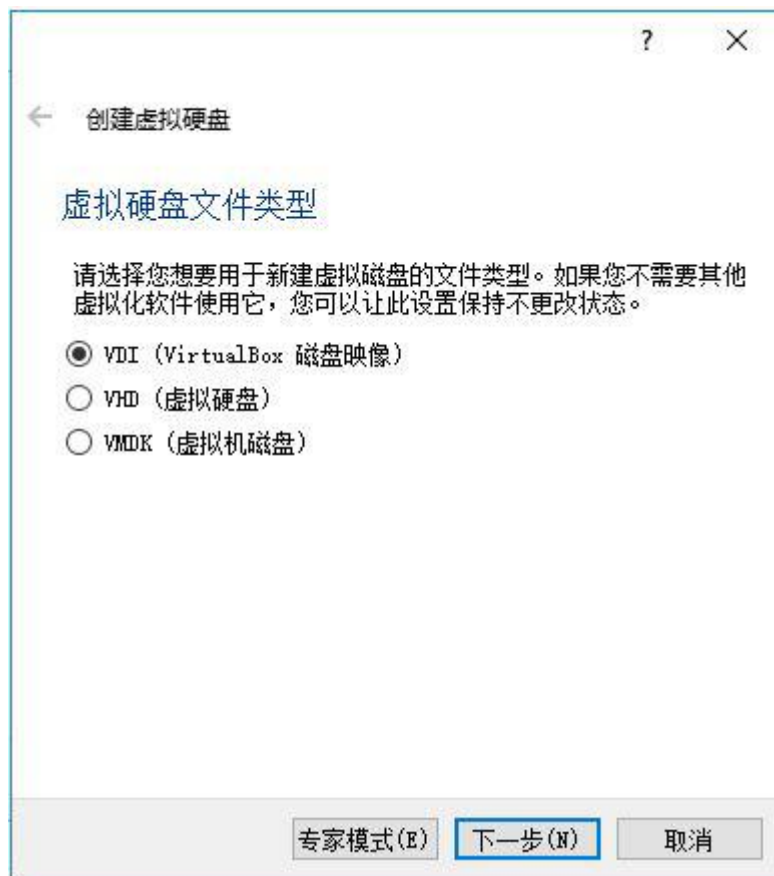 ?
创建虚拟硬盘
虚拟硬盘文件类型
请选择您想要用于新建虚拟磁盘的文件类型。如果您不需要其他
虚拟化软件使用它，您可以让此设置保持不更改状态。
VDI (VirtualBox 磁盘映像)
VHD (虚拟硬盘)
VMDK (虚拟机磁盘)
专家模式(E) 下一步(N) 取消